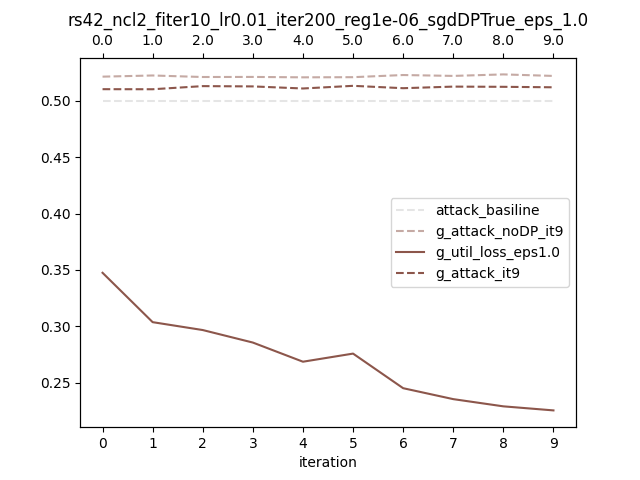 rs42_ncl2_fiter10_lr0.01_iter200_reg1e-06_sgdDPTrue_eps_1.0
0.0 1.0 2.0 3.0 4.0 5.0 6.0 7.0 8.0 9.0
0.50
0.45
0.40
0.35
0.30
0.25
attack_basiline
g_attack_noDP_it9
g_util_loss_eps1.0
g_attack_it9
0 1 2 3 4 5 6 7 8 9
iteration